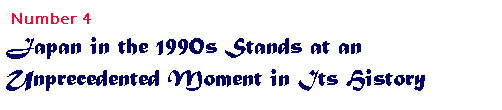 Number 4
Japan in the 1990s Stands at an
Unprecedented Moment in Its History